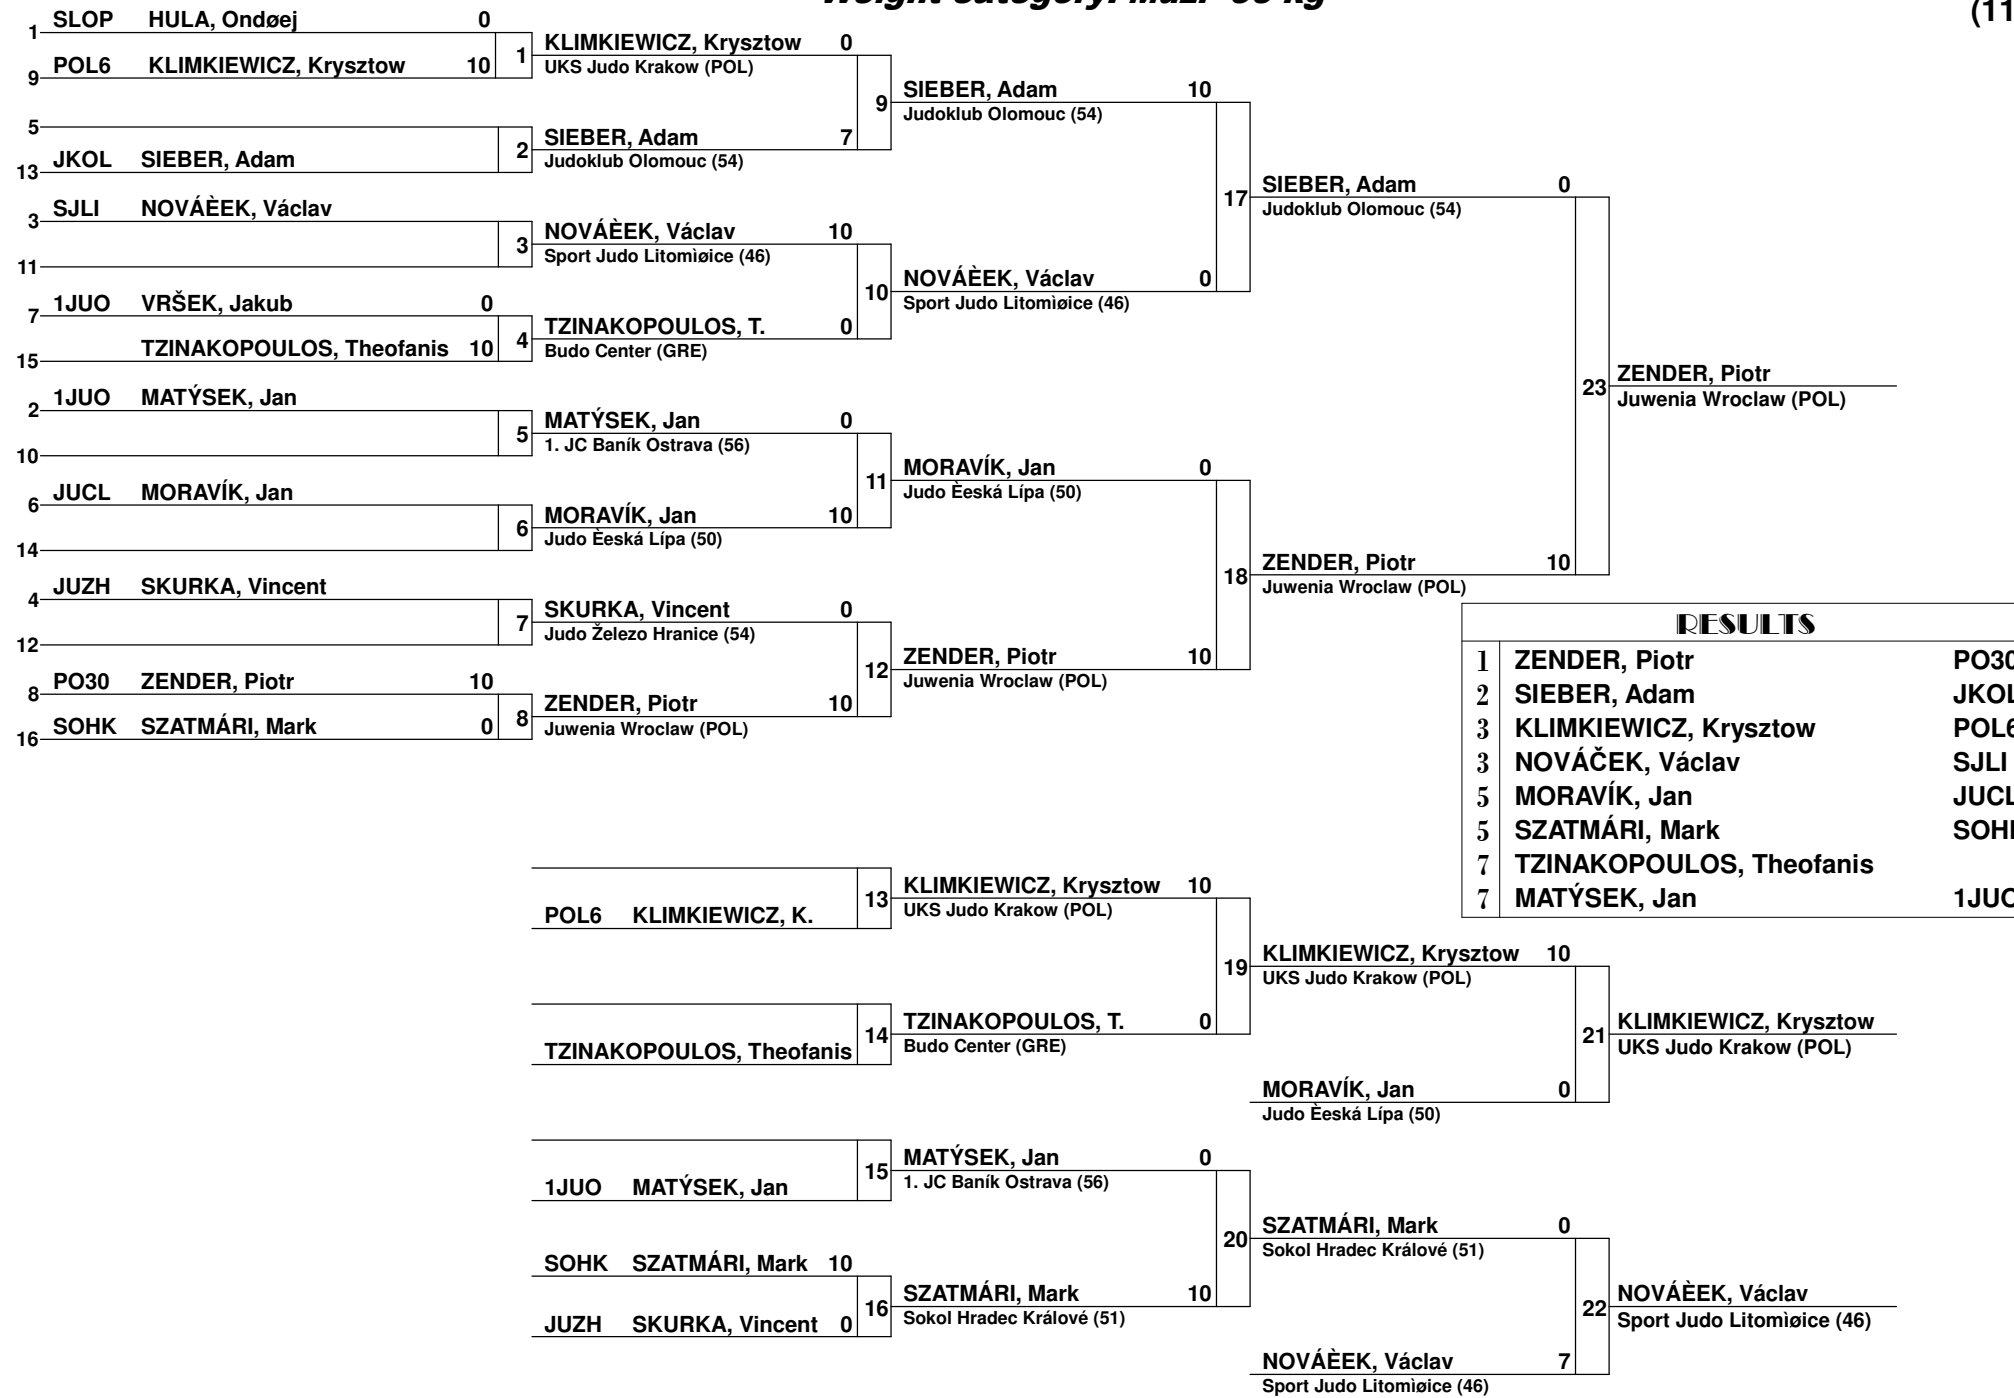 (11
1 SLOP HULA, Ondøej 0
9 POL6 KLIMKIEWICZ, Krysztow 10
1
5
13 JKOL SIEBER, Adam
2
3 SJLI NOVÁÈEK, Václav
11
3
7 1JUO VRŠEK, Jakub 0
15 TZINAKOPOULOS, Theofanis 10
4
2 1JUO MATÝSEK, Jan
10
5
6 JUCL MORAVÍK, Jan
14
6
4 JUZH SKURKA, Vincent
12
7
8 PO30 ZENDER, Piotr 10
16 SOHK SZATMÁRI, Mark 0
8
KLIMKIEWICZ, Krysztow 0
UKS Judo Krakow (POL)
9
SIEBER, Adam 7
Judoklub Olomouc (54)
NOVÁÈEK, Václav 10
Sport Judo Litomìøice (46)
10
TZINAKOPOULOS, T. 0
Budo Center (GRE)
MATÝSEK, Jan 0
1. JC Baník Ostrava (56)
11
MORAVÍK, Jan 10
Judo Èeská Lípa (50)
SKURKA, Vincent 0
Judo Železo Hranice (54)
12
ZENDER, Piotr 10
Juwenia Wroclaw (POL)
SIEBER, Adam 10
Judoklub Olomouc (54)
17
NOVÁÈEK, Václav 0
Sport Judo Litomìøice (46)
MORAVÍK, Jan 0
Judo Èeská Lípa (50)
18
ZENDER, Piotr 10
Juwenia Wroclaw (POL)
SIEBER, Adam 0
Judoklub Olomouc (54)
23
ZENDER, Piotr 10
Juwenia Wroclaw (POL)
ZENDER, Piotr
Juwenia Wroclaw (POL)
RESULTS
1 ZENDER, Piotr PO30
2 SIEBER, Adam JKOL
3 KLIMKIEWICZ, Krysztow POL6
3 NOVÁČEK, Václav SJLI
5 MORAVÍK, Jan JUCL
5 SZATMÁRI, Mark SOHK
7 TZINAKOPOULOS, Theofanis
7 MATÝSEK, Jan 1JUO
POL6 KLIMKIEWICZ, K.
13
TZINAKOPOULOS, Theofanis
14
1JUO MATÝSEK, Jan
15
SOHK SZATMÁRI, Mark 10
16
JUZH SKURKA, Vincent 0
KLIMKIEWICZ, Krysztow 10
UKS Judo Krakow (POL)
19
TZINAKOPOULOS, T. 0
Budo Center (GRE)
MATÝSEK, Jan 0
1. JC Baník Ostrava (56)
20
SZATMÁRI, Mark 10
Sokol Hradec Králové (51)
KLIMKIEWICZ, Krysztow 10
UKS Judo Krakow (POL)
21
MORAVÍK, Jan 0
Judo Èeská Lípa (50)
SZATMÁRI, Mark 0
Sokol Hradec Králové (51)
22
NOVÁÈEK, Václav 7
Sport Judo Litomìøice (46)
KLIMKIEWICZ, Krysztow
UKS Judo Krakow (POL)
NOVÁÈEK, Václav
Sport Judo Litomìøice (46)